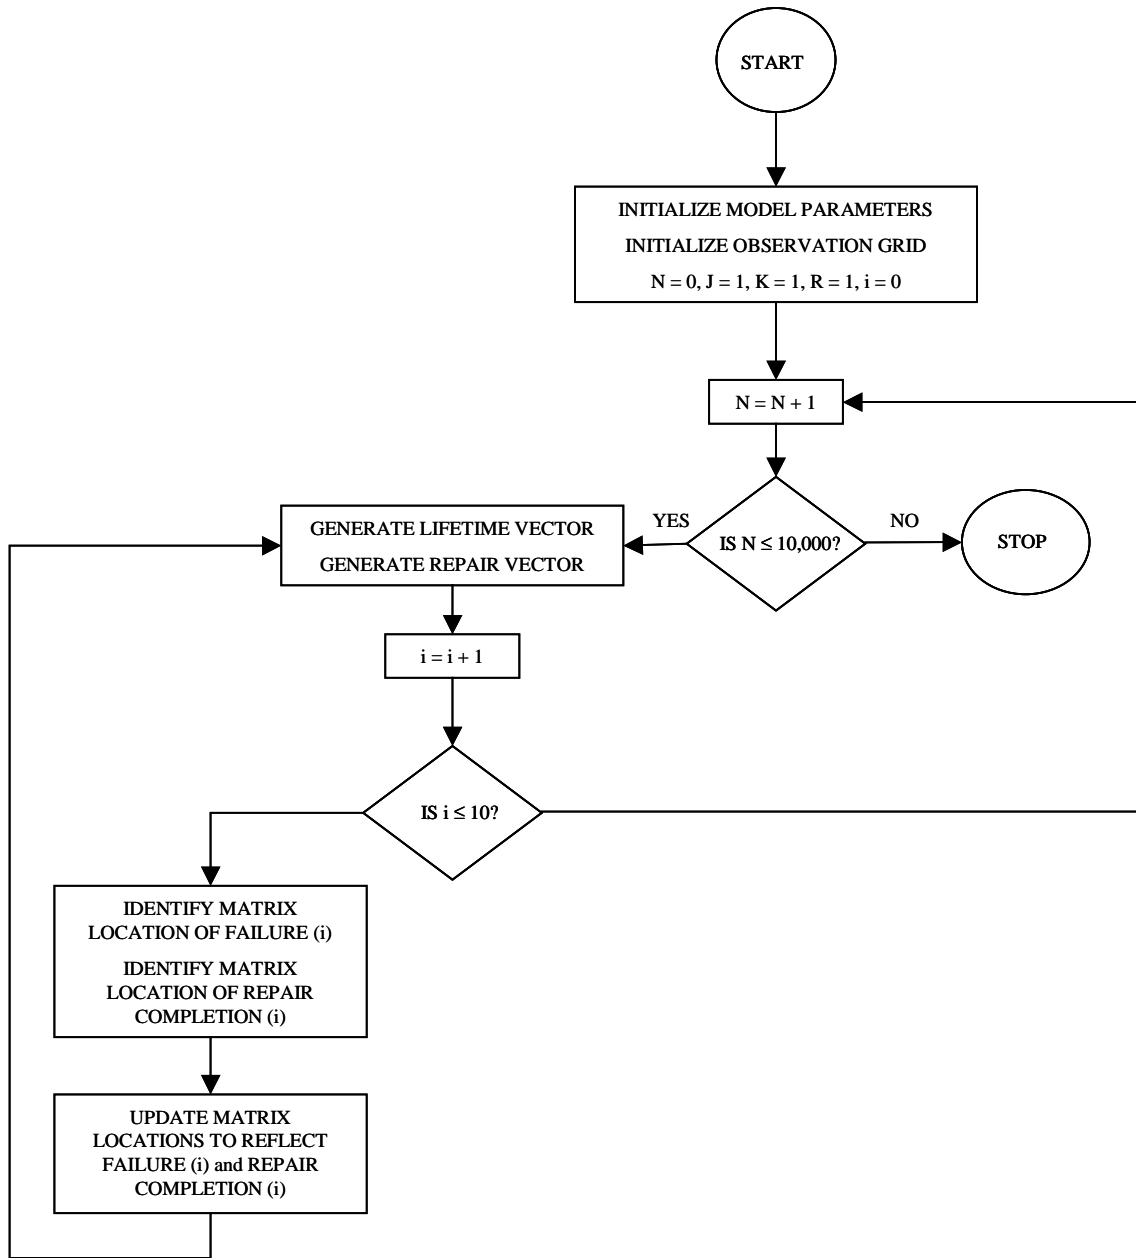 START
INITIALIZE MODEL PARAMETERS
INITIALIZE OBSERVATION GRID
N = 0, J = 1, K = 1, R = 1, i = 0
N = N + 1
IS N ≤ 10,000?
YES
NO
STOP
GENERATE LIFETIME VECTOR
GENERATE REPAIR VECTOR
i = i + 1
IS i ≤ 10?
IDENTIFY MATRIX
LOCATION OF FAILURE (i)
IDENTIFY MATRIX
LOCATION OF REPAIR
COMPLETION (i)
UPDATE MATRIX
LOCATIONS TO REFLECT
FAILURE (i) and REPAIR
COMPLETION (i)